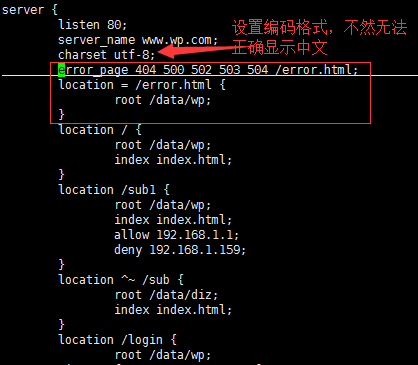 server {
listen 80;
server_name www.wp.com;
charset utf-8;
设置编码格式，不然无法
正确显示中文
error_page 404 500 502 503 504 /error.html;
location = /error.html {
root /data/wp;
}
location / {
root /data/wp;
index index.html;
}
location /sub1 {
root /data/wp;
index index.html;
allow 192.168.1.1;
deny 192.168.1.159;
}
location ^~ /sub {
root /data/diz;
index index.html;
}
location /login {
root /data/wp;